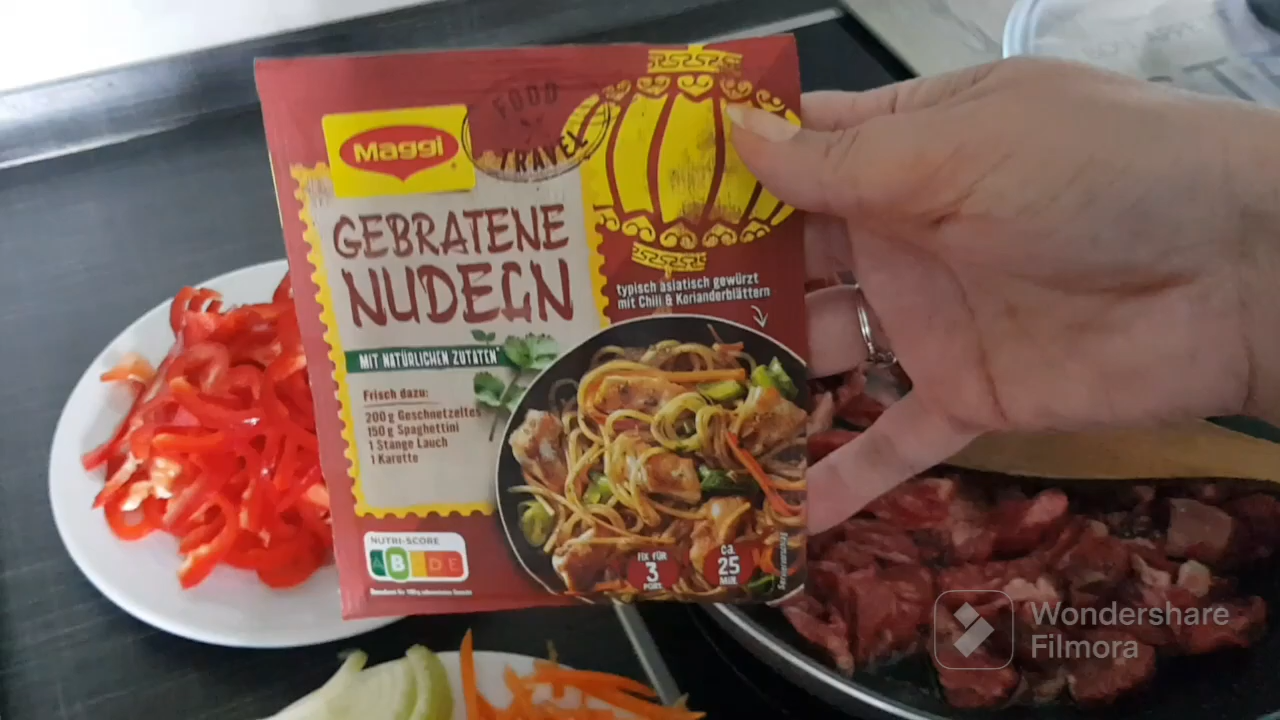 FOOD
TRAVEL
Maggi
GEBRATENE
NUDELN
typisch asiatisch gewürzt
mit Chili & Korianderblättern
MIT NATÜRLICHEN ZUTATEN*
Frisch dazu:
200 g Geschnetzeltes
150 g Spaghettini
1 Stange Lauch
1 Karotte
NUTRI-SCORE
A B C D E
FIX FÜR
3
PORT.
ca.
25
MIN.
Wondershare
Filmora